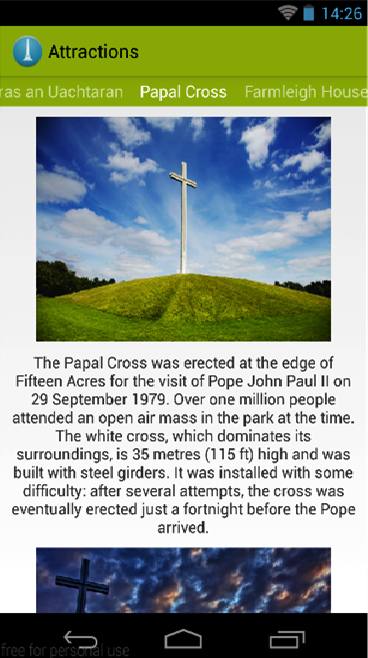 14:26
Attractions
ras an Uachtaran Papal Cross Farmleigh House
The Papal Cross was erected at the edge of
Fifteen Acres for the visit of Pope John Paul II on
29 September 1979. Over one million people
attended an open air mass in the park at the time.
The white cross, which dominates its
surroundings, is 35 metres (115 ft) high and was
built with steel girders. It was installed with some
difficulty: after several attempts, the cross was
eventually erected just a fortnight before the Pope
arrived.
free for personal use